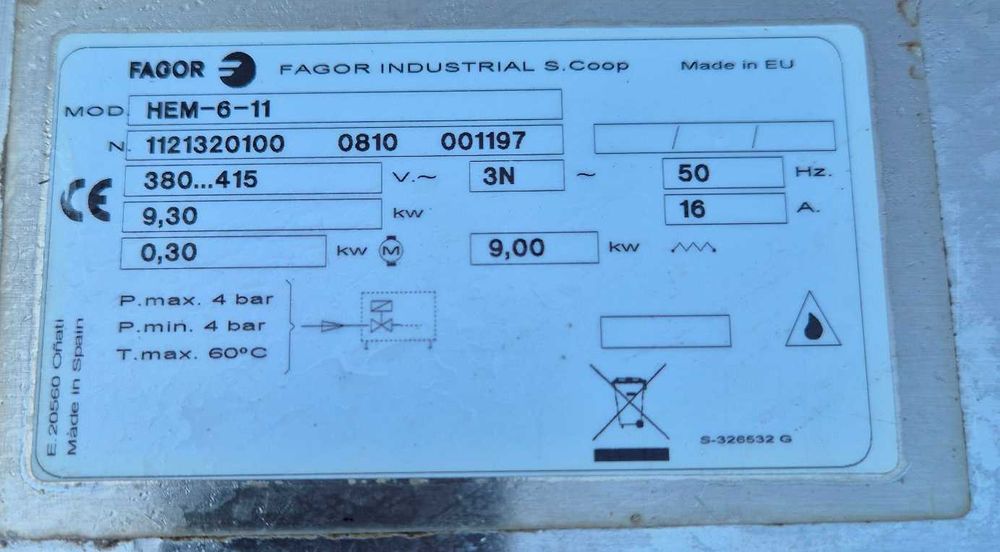 FAGOR FAGOR INDUSTRIAL S.Coop Made in EU
MOD. HEM-6-11
N. 1121320100 0810 001197 / /
CE 380...415 V.~ 3N ~ 50 Hz.
9,30 kw 16 A.
0,30 kw M 9,00 kw
P.max. 4 bar
P.min. 4 bar
T.max. 60ºC
E.20560 Oñati
Made in Spain
S-326532 G